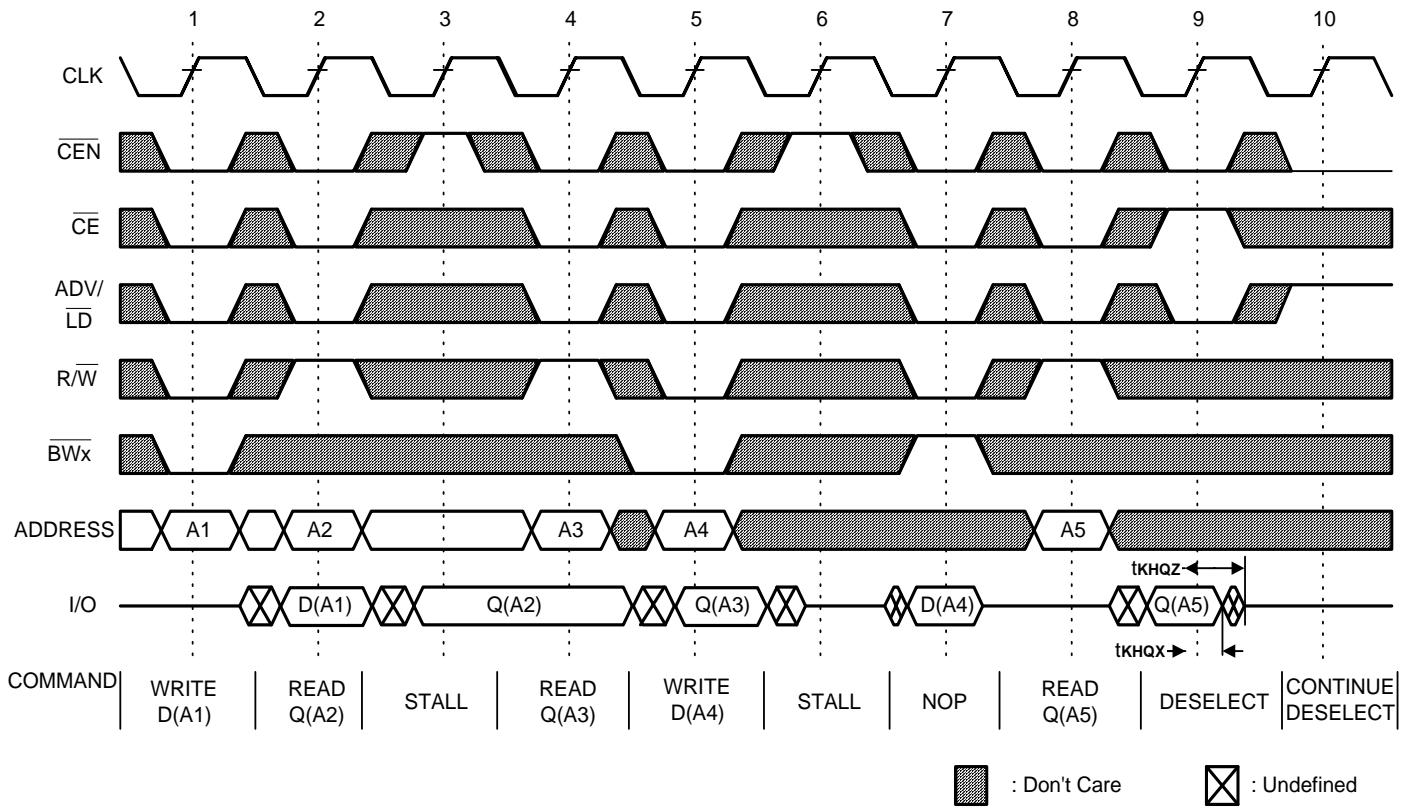 1 2 3 4 5 6 7 8 9 10
CLK
CEN
CE
ADV/
LD
R/W
BWx
ADDRESS A1 A2 A3 A4 A5
tKHQZ
I/O D(A1) Q(A2) Q(A3) D(A4) Q(A5)
tKHQX
COMMAND
WRITE
D(A1)
READ
Q(A2)
STALL
READ
Q(A3)
WRITE
D(A4)
STALL
NOP
READ
Q(A5)
DESELECT
CONTINUE
DESELECT
: Don't Care : Undefined